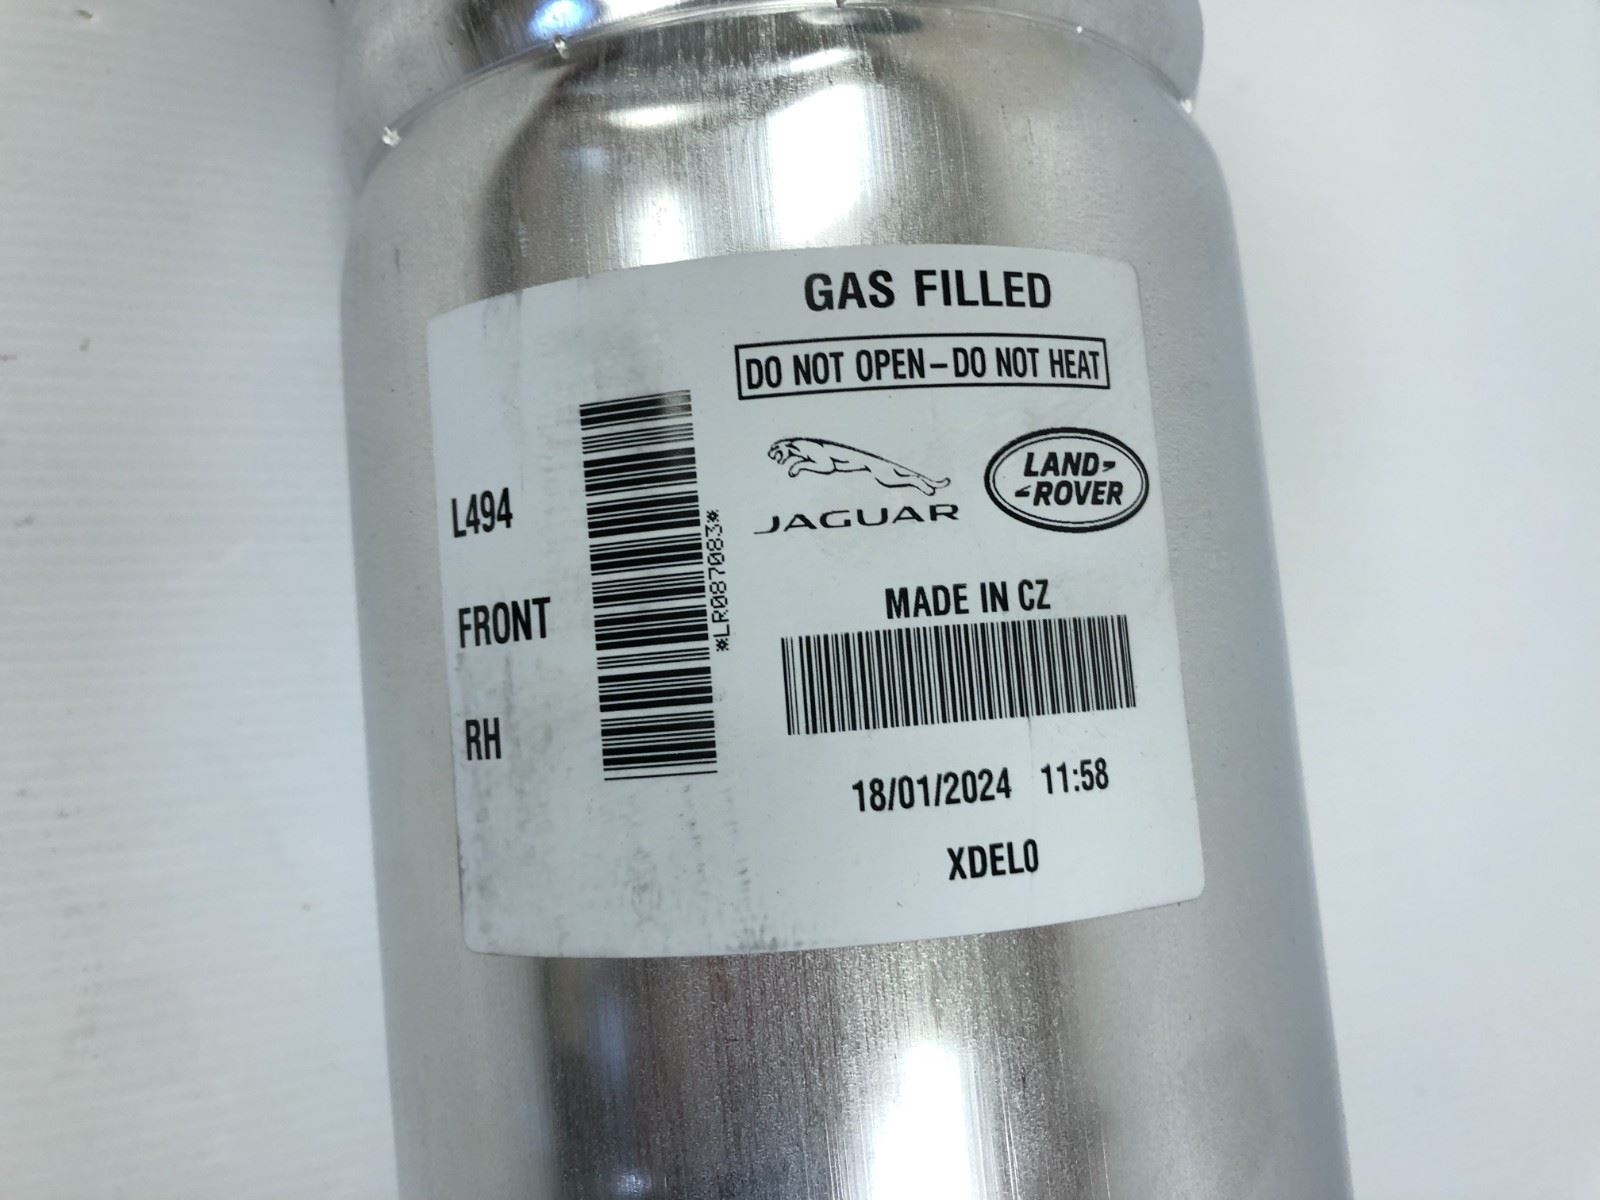 GAS FILLED
DO NOT OPEN – DO NOT HEAT
JAGUAR
LAND-
-ROVER
L494
FRONT
RH
*LR087083*
MADE IN CZ
18/01/2024 11:58
XDEL0